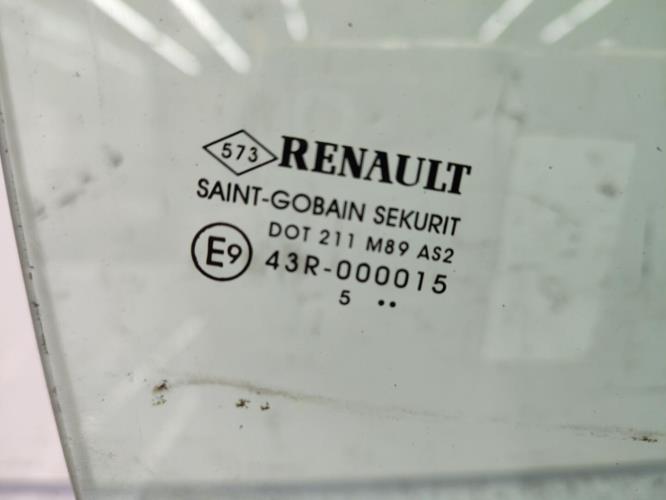 573 RENAULT
SAINT-GOBAIN SEKURIT
DOT 211 M89 AS2
E9 43R-000015
5 ••